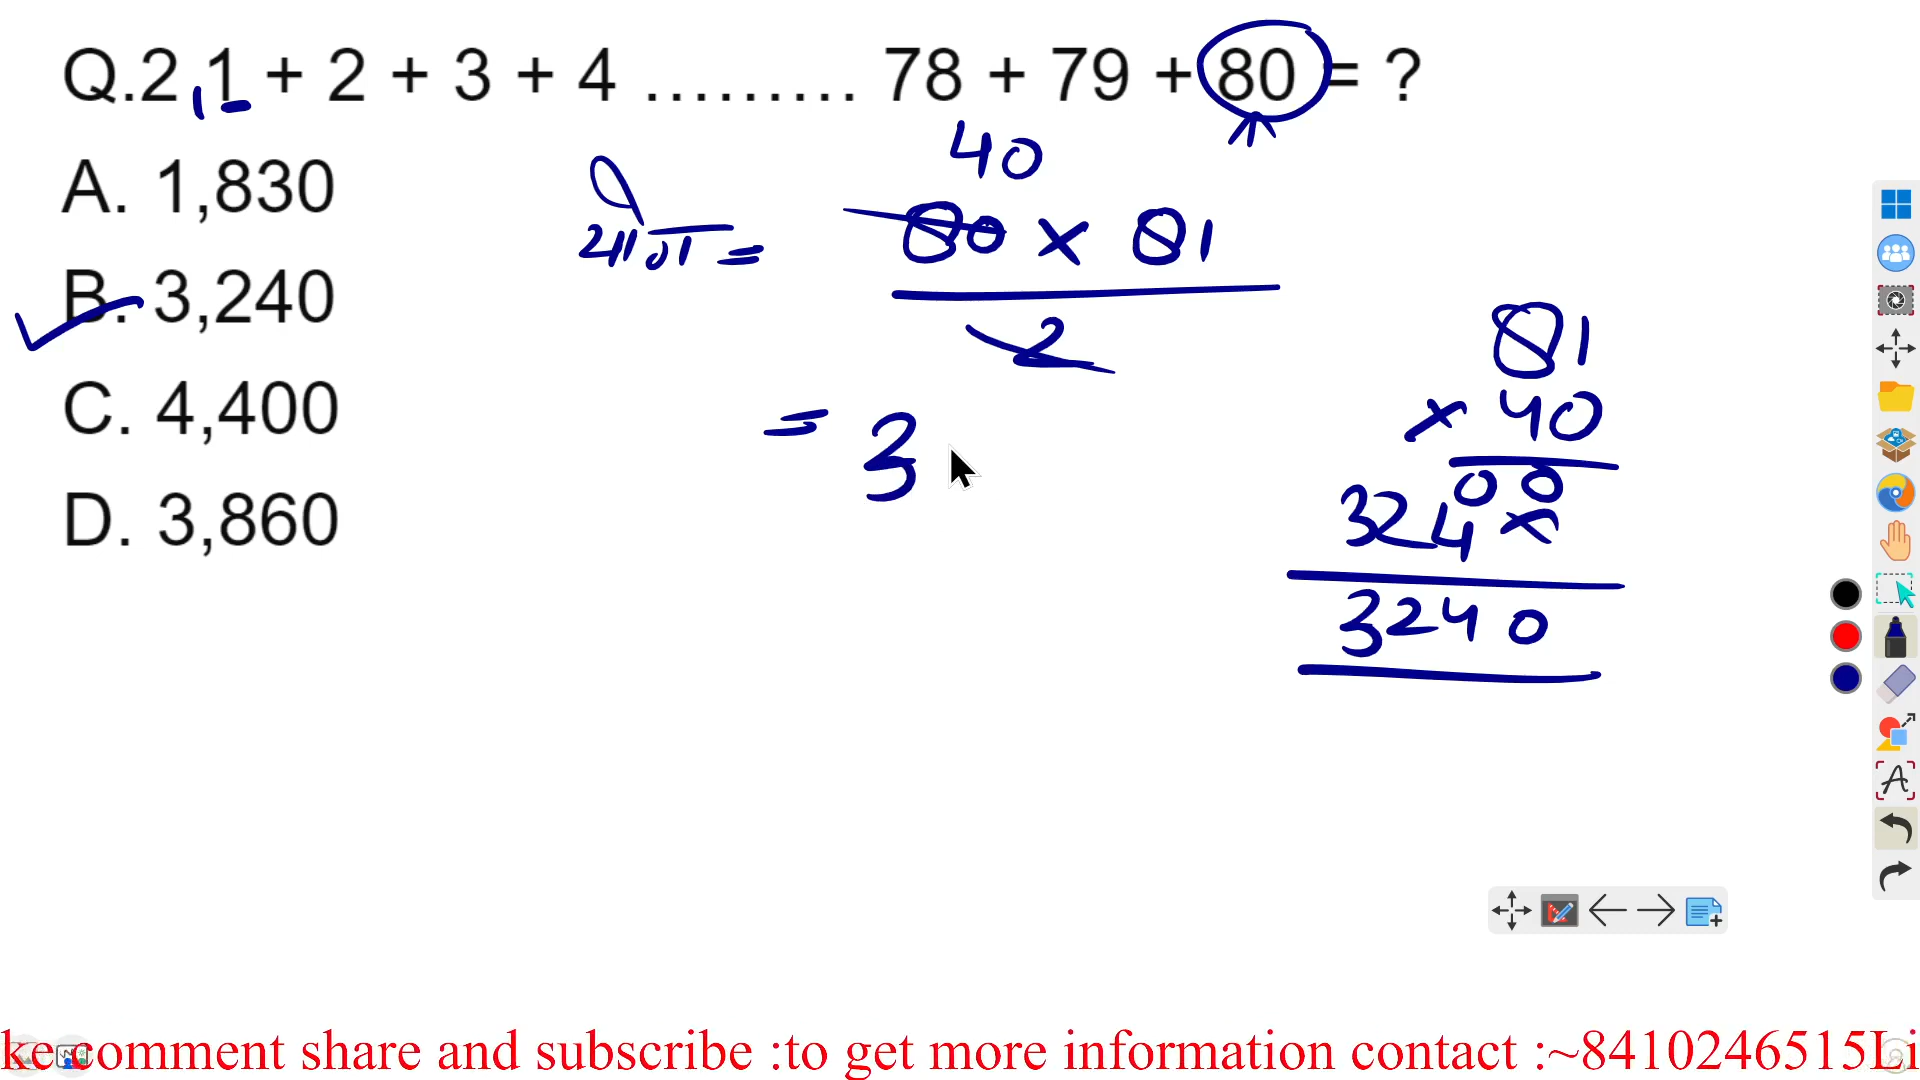 Q.2 1 + 2 + 3 + 4 ......... 78 + 79 + 80 = ?
A. 1,830
B. 3,240
C. 4,400
D. 3,860
40
80 × 81
2
= 3
81
× 40
00
324×
3240
ke comment share and subscribe :to get more information contact :~8410246515Li